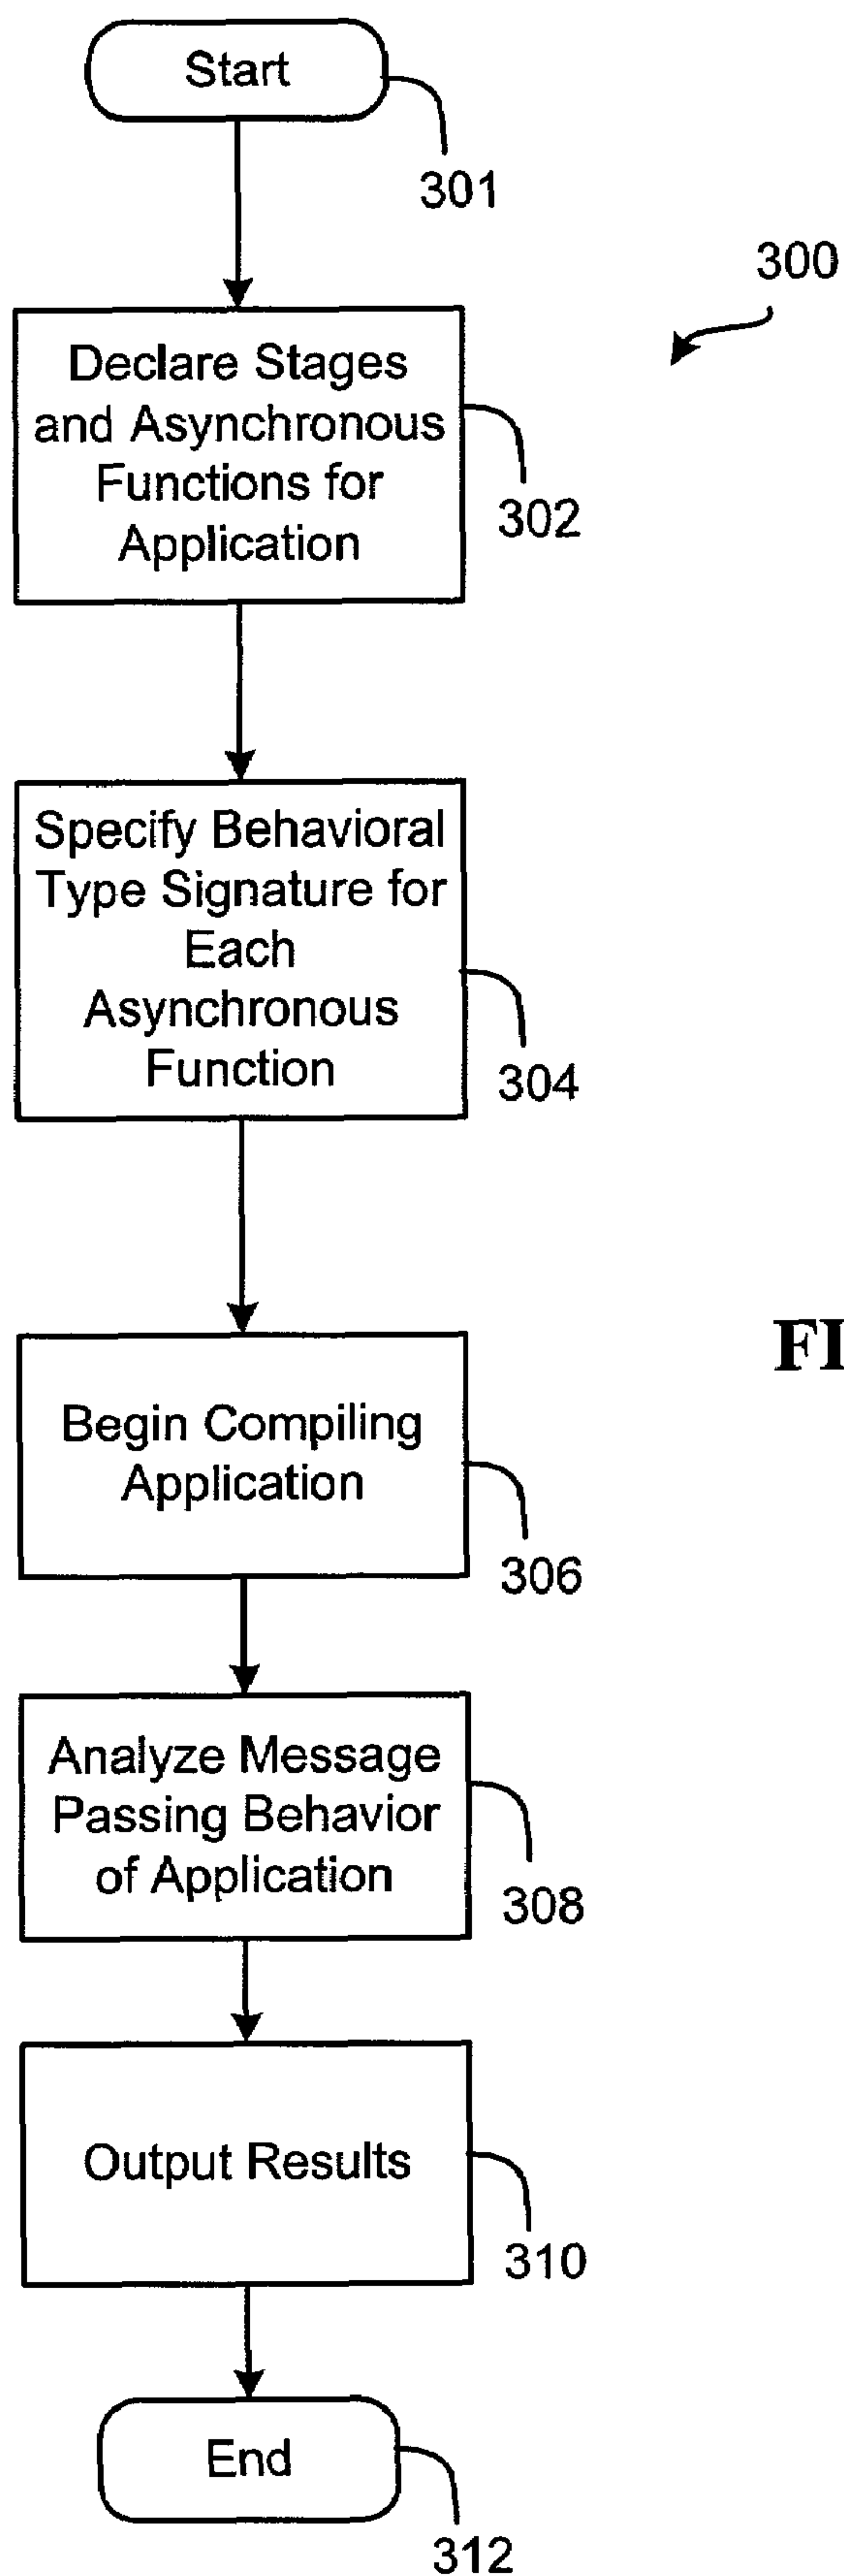 Start
301
300
Declare Stages
and Asynchronous
Functions for
Application
302
Specify Behavioral
Type Signature for
Each
Asynchronous
Function
304
FI
Begin Compiling
Application
306
Analyze Message
Passing Behavior
of Application
308
Output Results
310
End
312